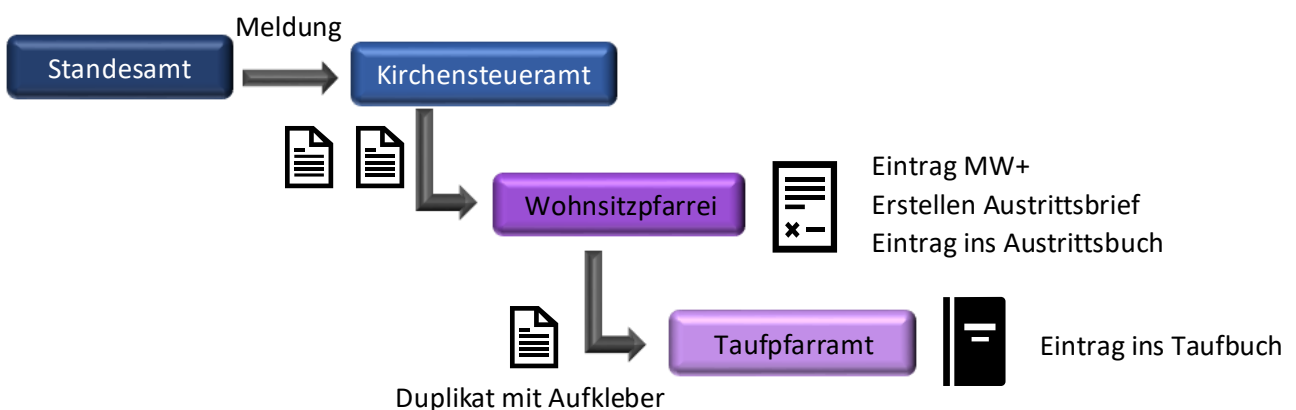 Meldung
Standesamt
Kirchensteueramt
Eintrag MW+
Wohnsitzpfarrei
Erstellen Austrittsbrief
Eintrag ins Austrittsbuch
Taufpfarramt
Eintrag ins Taufbuch
Duplikat mit Aufkleber